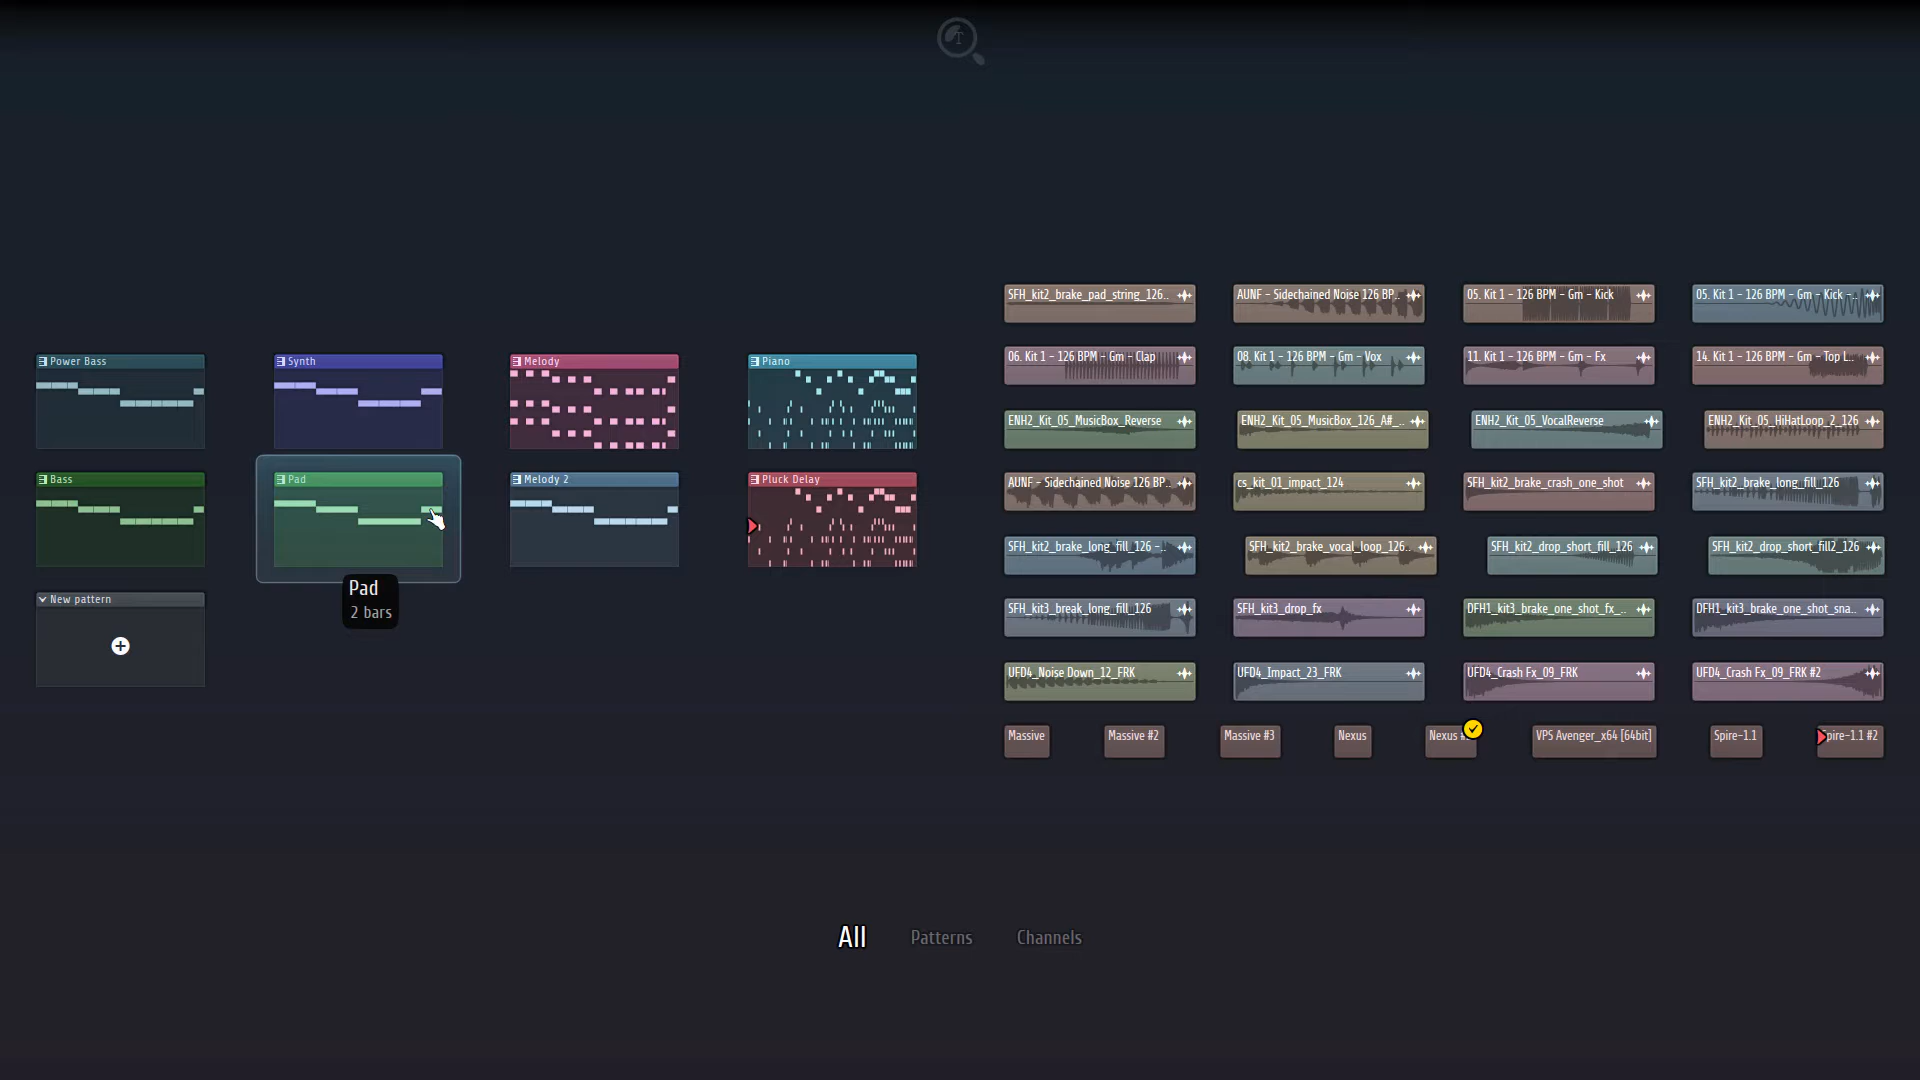 T
Power Bass
Synth
Melody
Piano
Bass
Pad
Melody 2
Pluck Delay
Pad
2 bars
New pattern
SFH_kit2_brake_pad_string_126..
AUNF - Sidechained Noise 126 BP..
05. Kit 1 - 126 BPM - Gm - Kick
05. Kit 1 - 126 BPM - Gm - Kick -..
06. Kit 1 - 126 BPM - Gm - Clap
08. Kit 1 - 126 BPM - Gm - Vox
11. Kit 1 - 126 BPM - Gm - Fx
14. Kit 1 - 126 BPM - Gm - Top L..
ENH2_Kit_05_MusicBox_Reverse
ENH2_Kit_05_MusicBox_126_A#_..
ENH2_Kit_05_VocalReverse
ENH2_Kit_05_HiHatLoop_2_126
AUNF - Sidechained Noise 126 BP..
cs_kit_01_impact_124
SFH_kit2_brake_crash_one_shot
SFH_kit2_brake_long_fill_126
SFH_kit2_brake_long_fill_126 -..
SFH_kit2_brake_vocal_loop_126..
SFH_kit2_drop_short_fill_126
SFH_kit2_drop_short_fill2_126
SFH_kit3_break_long_fill_126
SFH_kit3_drop_fx
DFH1_kit3_brake_one_shot_fx_..
DFH1_kit3_brake_one_shot_sna..
UFD4_Noise Down_12_FRK
UFD4_Impact_23_FRK
UFD4_Crash Fx_09_FRK
UFD4_Crash Fx_09_FRK #2
Massive
Massive #2
Massive #3
Nexus
Nexus #
VPS Avenger_x64 [64bit]
Spire-1.1
pire-1.1 #2
All
Patterns
Channels